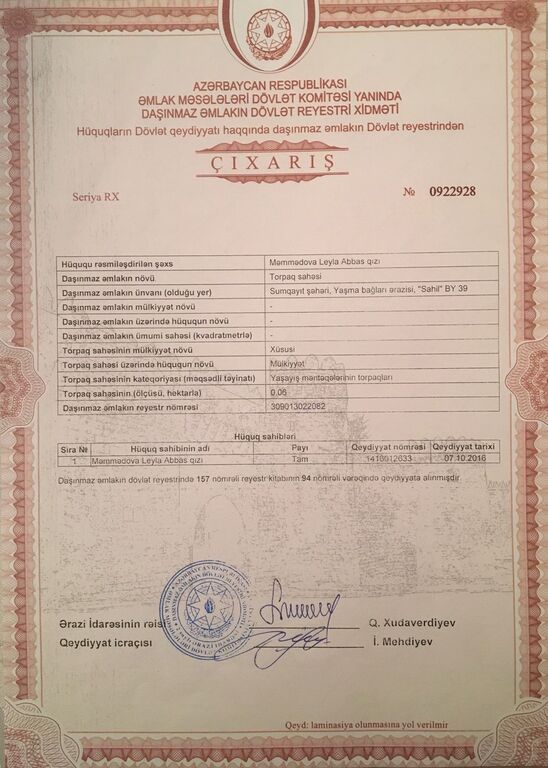 AZƏRBAYCAN RESPUBLİKASI
ƏMLAK MƏSƏLƏLƏRİ DÖVLƏT KOMİTƏSİ YANINDA
DAŞINMAZ ƏMLAKIN DÖVLƏT REYESTRİ XİDMƏTİ
Hüquqların Dövlət qeydiyyatı haqqında daşınmaz əmlakın Dövlət reyestrindən
ÇIXARIŞ
Seriya RX № 0922928
Hüququ rəsmiləşdirilən şəxs Məmmədova Leyla Abbas qızı
Daşınmaz əmlakın növü Torpaq sahəsi
Daşınmaz əmlakın ünvanı (olduğu yer) Sumqayıt şəhəri, Yaşma bağları ərazisi, "Sahil" BY 39
Daşınmaz əmlakın mülkiyyət növü -
Daşınmaz əmlakın üzərində hüququn növü -
Daşınmaz əmlakın ümumi sahəsi (kvadratmetrlə) -
Torpaq sahəsinin mülkiyyət növü Xüsusi
Torpaq sahəsi üzərində hüququn növü Mülkiyyət
Torpaq sahəsinin kateqoriyası (məqsədli təyinatı) Yaşayış məntəqələrinin torpaqları
Torpaq sahəsinin (ölçüsü, hektarla) 0.06
Daşınmaz əmlakın reyestr nömrəsi 309013022082
Hüquq sahibləri
Sıra № Hüquq sahibinin adı Payı Qeydiyyat nömrəsi Qeydiyyat tarixi
1 Məmmədova Leyla Abbas qızı Tam 1416012633 07.10.2016
Daşınmaz əmlakın dövlət reyestrində 157 nömrəli reyestr kitabının 94 nömrəli vərəqində qeydiyyata alınmışdır.
Ərazi İdarəsinin rəisi Q. Xudaverdiyev
Qeydiyyat icraçısı İ. Mehdiyev
Qeyd: laminasiya olunmasına yol verilmir